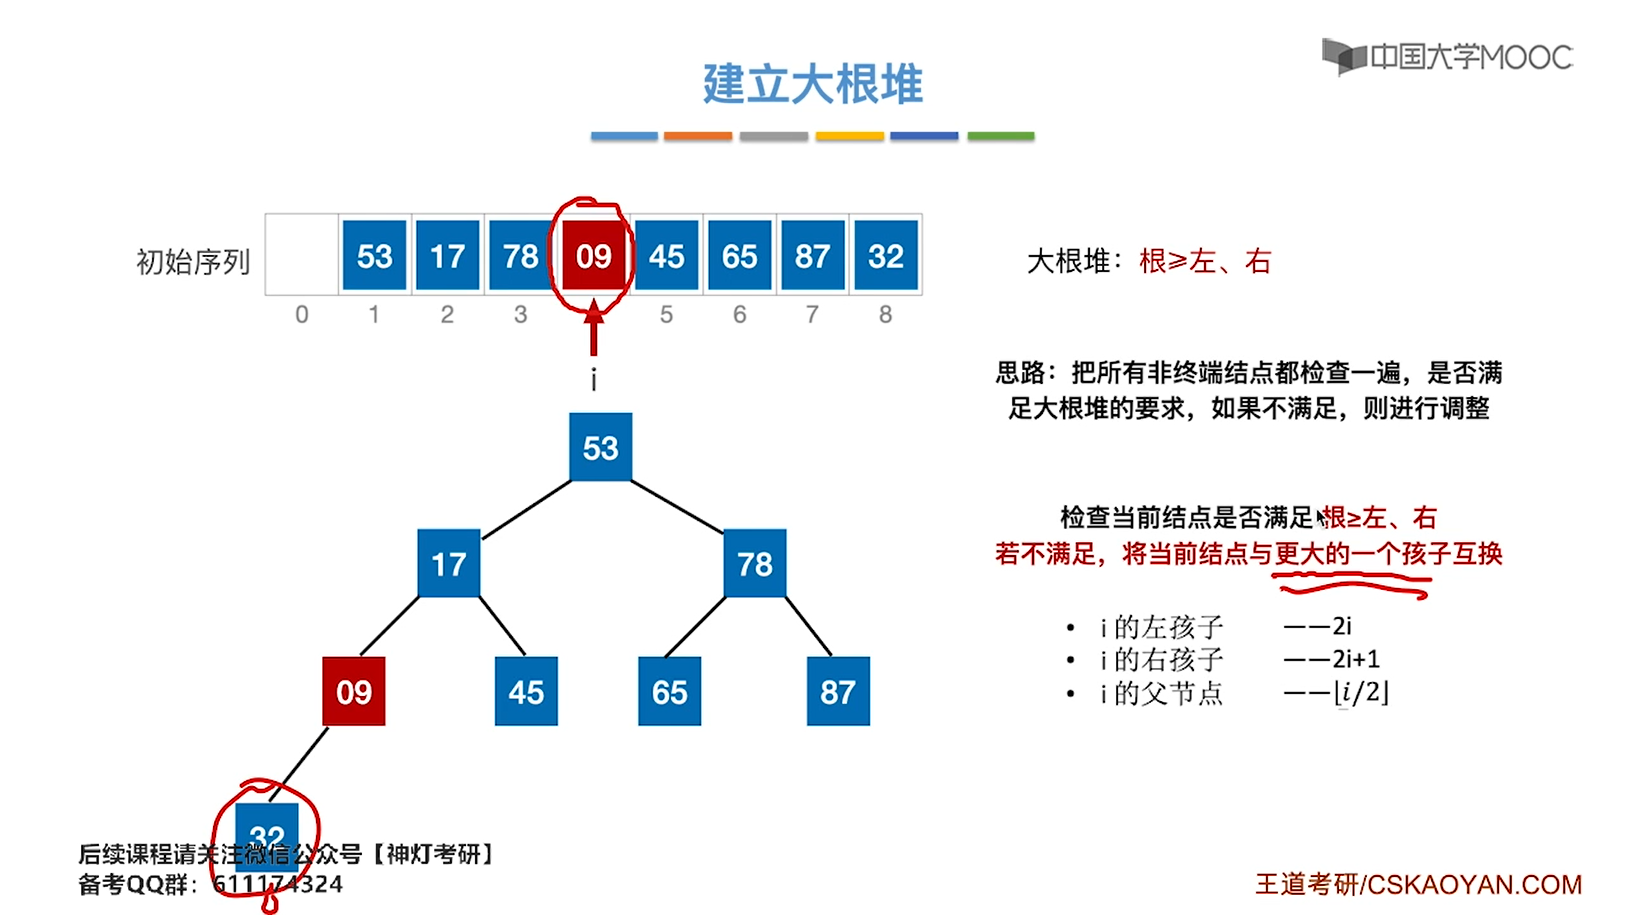 中国大学MOOC
建立大根堆
初始序列
53 17 78 09 45 65 87 32
0 1 2 3 5 6 7 8
i
大根堆：根≥左、右
思路：把所有非终端结点都检查一遍，是否满
足大根堆的要求，如果不满足，则进行调整
53
17 78
09 45 65 87
32
检查当前结点是否满足 根≥左、右
若不满足，将当前结点与更大的一个孩子互换
• i 的左孩子 ——2i
• i 的右孩子 ——2i+1
• i 的父节点 ——⌊i/2⌋
后续课程请关注微信公众号【神灯考研】
备考QQ群：611174324
王道考研/CSKAOYAN.COM